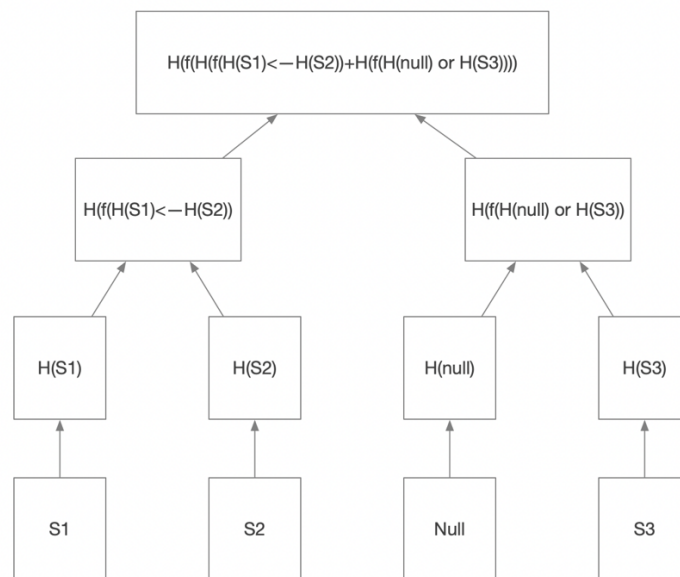 H(f(H(f(H(S1)<—H(S2))+H(f(H(null) or H(S3))))
H(f(H(S1)<—H(S2))
H(f(H(null) or H(S3))
H(S1)
H(S2)
H(null)
H(S3)
S1
S2
Null
S3